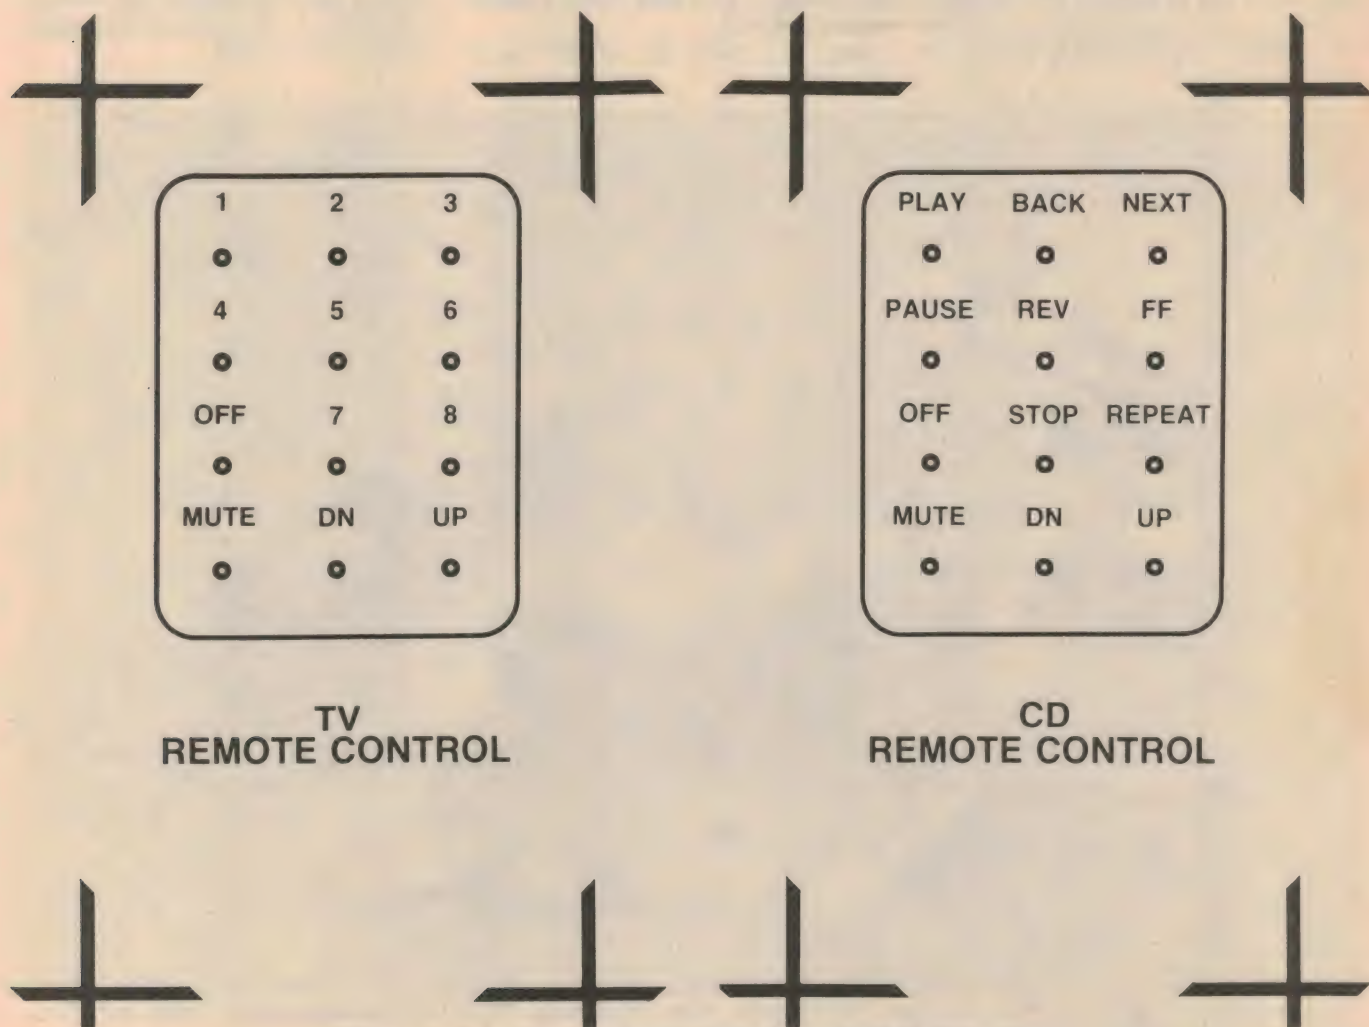 1 2 3
4 5 6
OFF 7 8
MUTE DN UP
TV
REMOTE CONTROL
PLAY BACK NEXT
PAUSE REV FF
OFF STOP REPEAT
MUTE DN UP
CD
REMOTE CONTROL